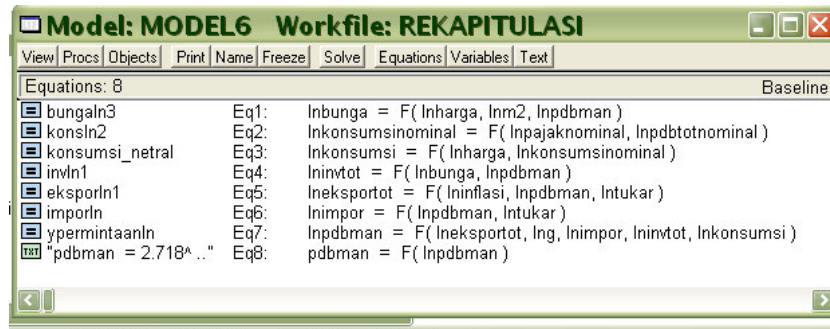 Model: MODEL6 Workfile: REKAPITULASI
View Procs Objects Print Name Freeze Solve Equations Variables Text
Equations: 8 Baseline
bungaln3 Eq1: lnbunga = F( lnharga, lnm2, lnpdbman )
konsln2 Eq2: lnkonsumsinominal = F( lnpajaknominal, lnpdbtotnominal )
konsumsi_netral Eq3: lnkonsumsi = F( lnharga, lnkonsumsinominal )
invln1 Eq4: lninvtot = F( lnbunga, lnpdbman )
eksporln1 Eq5: lneksportot = F( lninflasi, lnpdbman, lntukar )
imporln Eq6: lnimpor = F( lnpdbman, lntukar )
ypermintaanln Eq7: lnpdbman = F( lneksportot, lng, lnimpor, lninvtot, lnkonsumsi )
TXT "pdbman = 2.718^ .." Eq8: pdbman = F( lnpdbman )